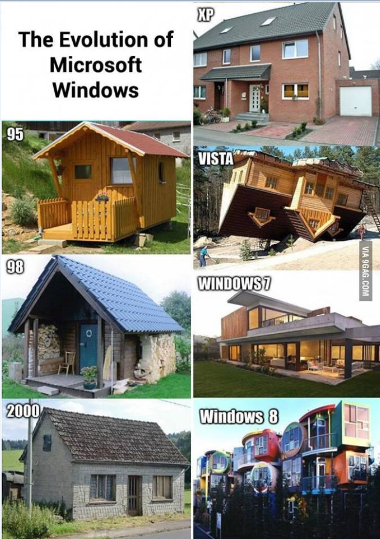 The Evolution of
Microsoft
Windows
95
98
2000
XP
VISTA
WINDOWS 7
Windows 8
VIA 9GAG.COM